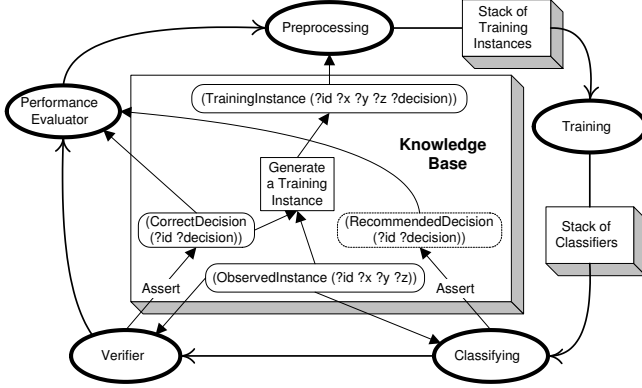 Preprocessing
Stack of
Training
Instances
Performance
Evaluator
(TrainingInstance (?id ?x ?y ?z ?decision))
Training
Knowledge
Base
Generate
a Training
Instance
(CorrectDecision
(?id ?decision))
(RecommendedDecision
(?id ?decision))
Stack of
Classifiers
(ObservedInstance (?id ?x ?y ?z))
Assert
Assert
Verifier
Classifying